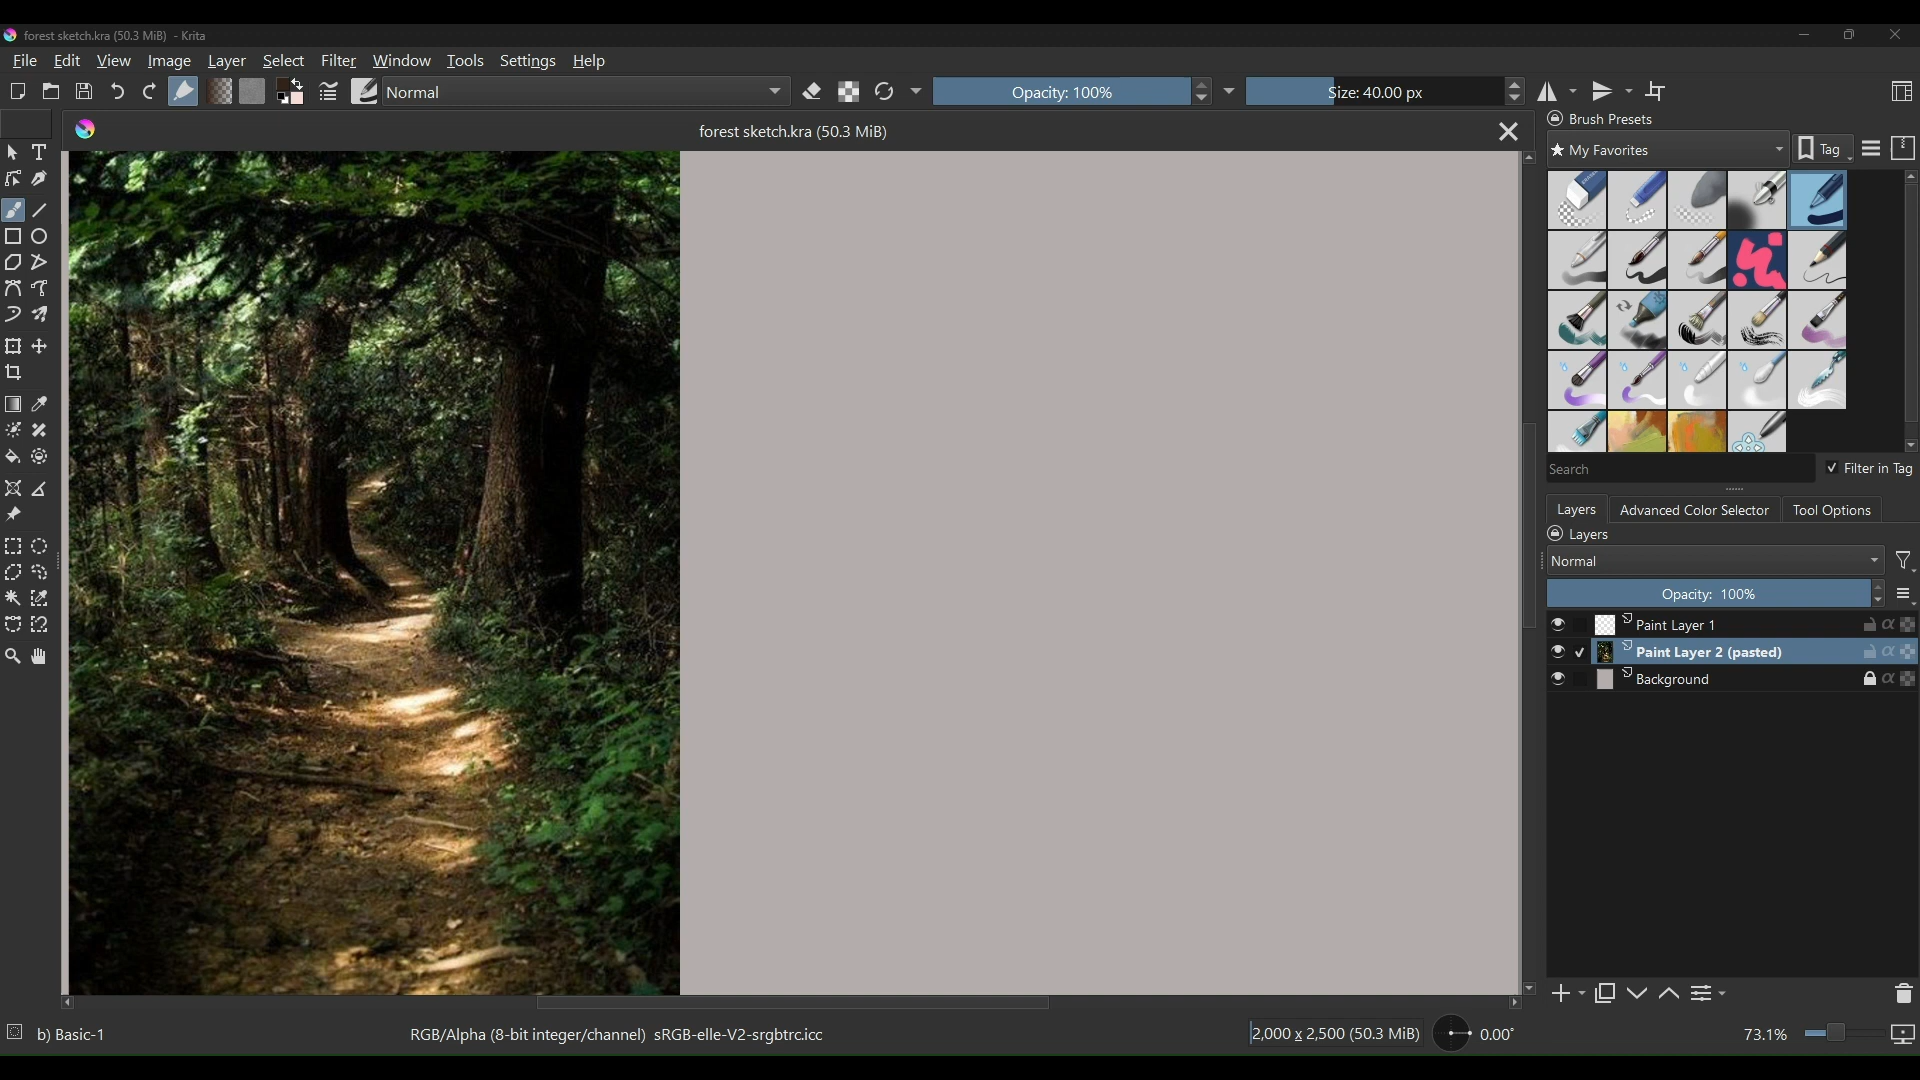 forest sketch.kra (50.3 MiB) - Krita
File Edit View Image Layer Select Filter Window Tools Settings Help
Normal Opacity: 100% Size: 40.00 px
forest sketch.kra (50.3 MiB)
Brush Presets
My Favorites Tag
Search Filter in Tag
Layers Advanced Color Selector Tool Options
Layers
Normal
Opacity: 100%
Paint Layer 1
Paint Layer 2 (pasted)
Background
b) Basic-1 RGB/Alpha (8-bit integer/channel) sRGB-elle-V2-srgbtrc.icc 2,000 x 2,500 (50.3 MiB) 0.00° 73.1%